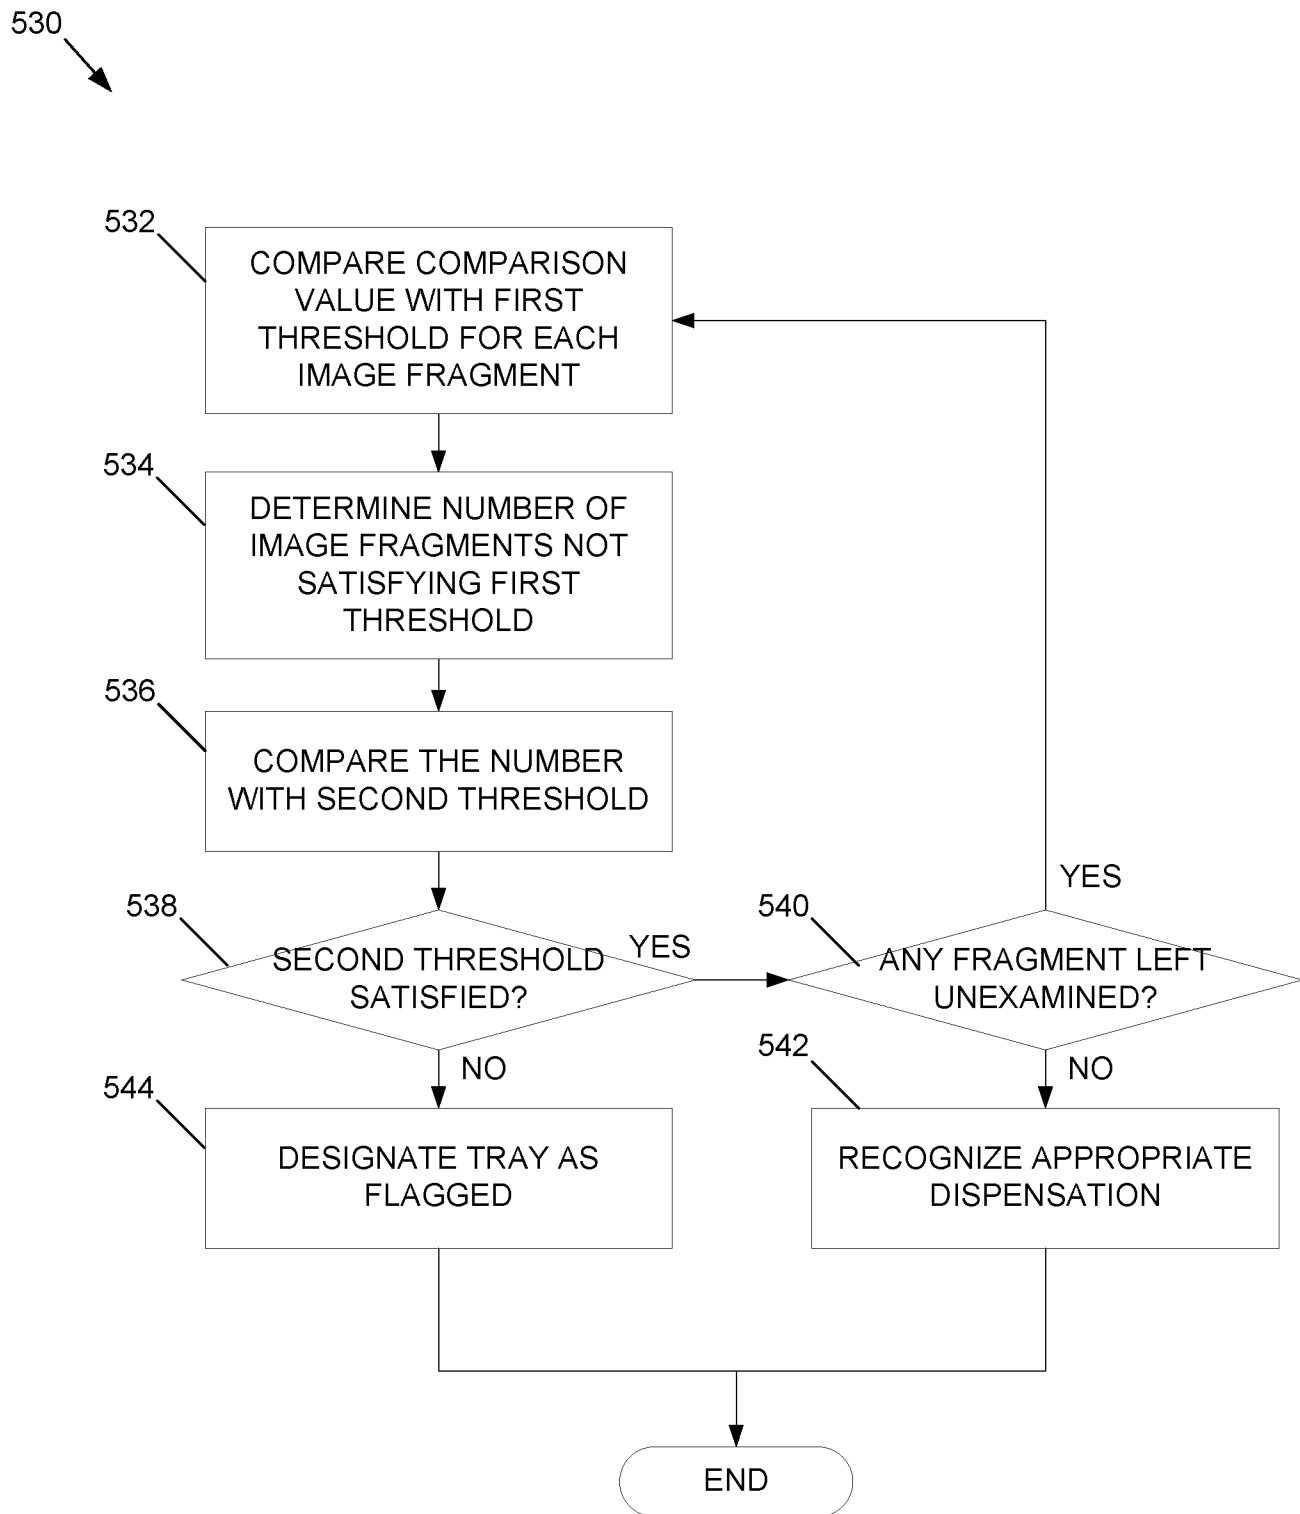 530
532
COMPARE COMPARISON
VALUE WITH FIRST
THRESHOLD FOR EACH
IMAGE FRAGMENT
534
DETERMINE NUMBER OF
IMAGE FRAGMENTS NOT
SATISFYING FIRST
THRESHOLD
536
COMPARE THE NUMBER
WITH SECOND THRESHOLD
538
SECOND THRESHOLD
SATISFIED?
YES
540
ANY FRAGMENT LEFT
UNEXAMINED?
YES
NO
544
DESIGNATE TRAY AS
FLAGGED
NO
542
RECOGNIZE APPROPRIATE
DISPENSATION
END